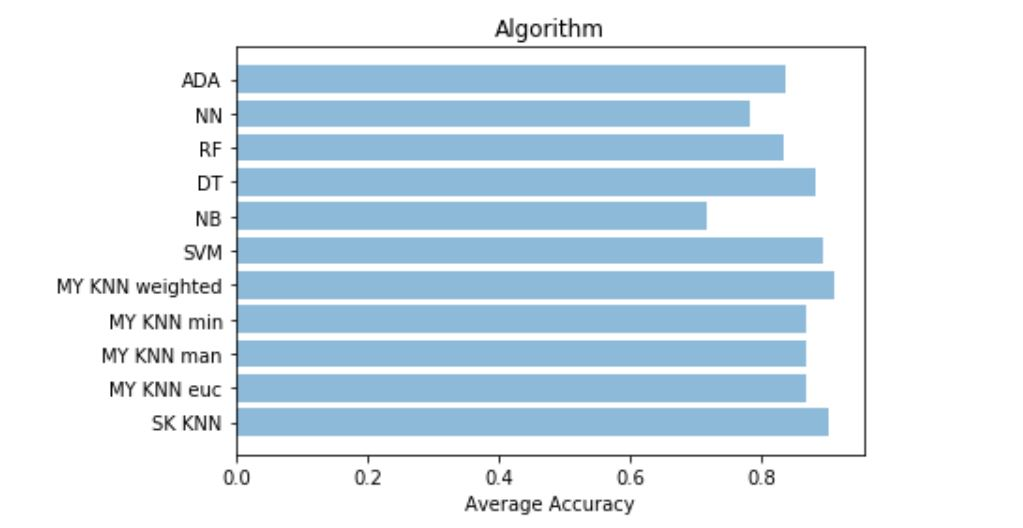 Algorithm
ADA
NN
RF
DT
NB
SVM
MY KNN weighted
MY KNN min
MY KNN man
MY KNN euc
SK KNN
0.0 0.2 0.4 0.6 0.8
Average Accuracy